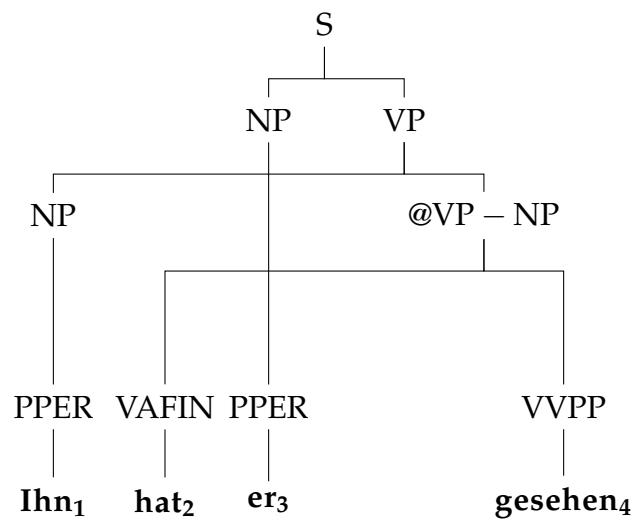 S
NP VP
NP @VP – NP
PPER VAFIN PPER VVPP
Ihn₁ hat₂ er₃ gesehen₄